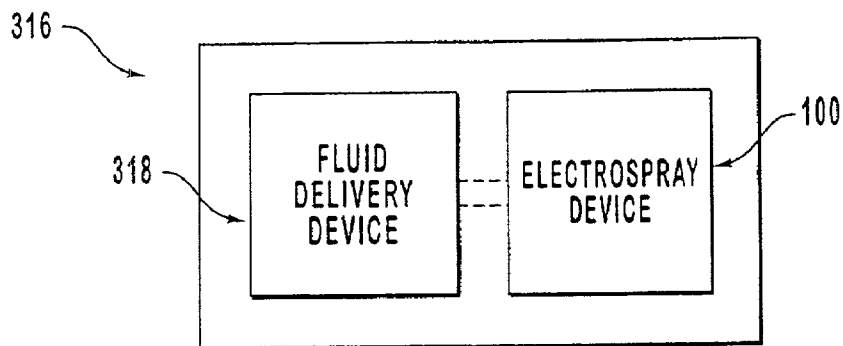 316
318
FLUID
DELIVERY
DEVICE
ELECTROSPRAY
DEVICE
100